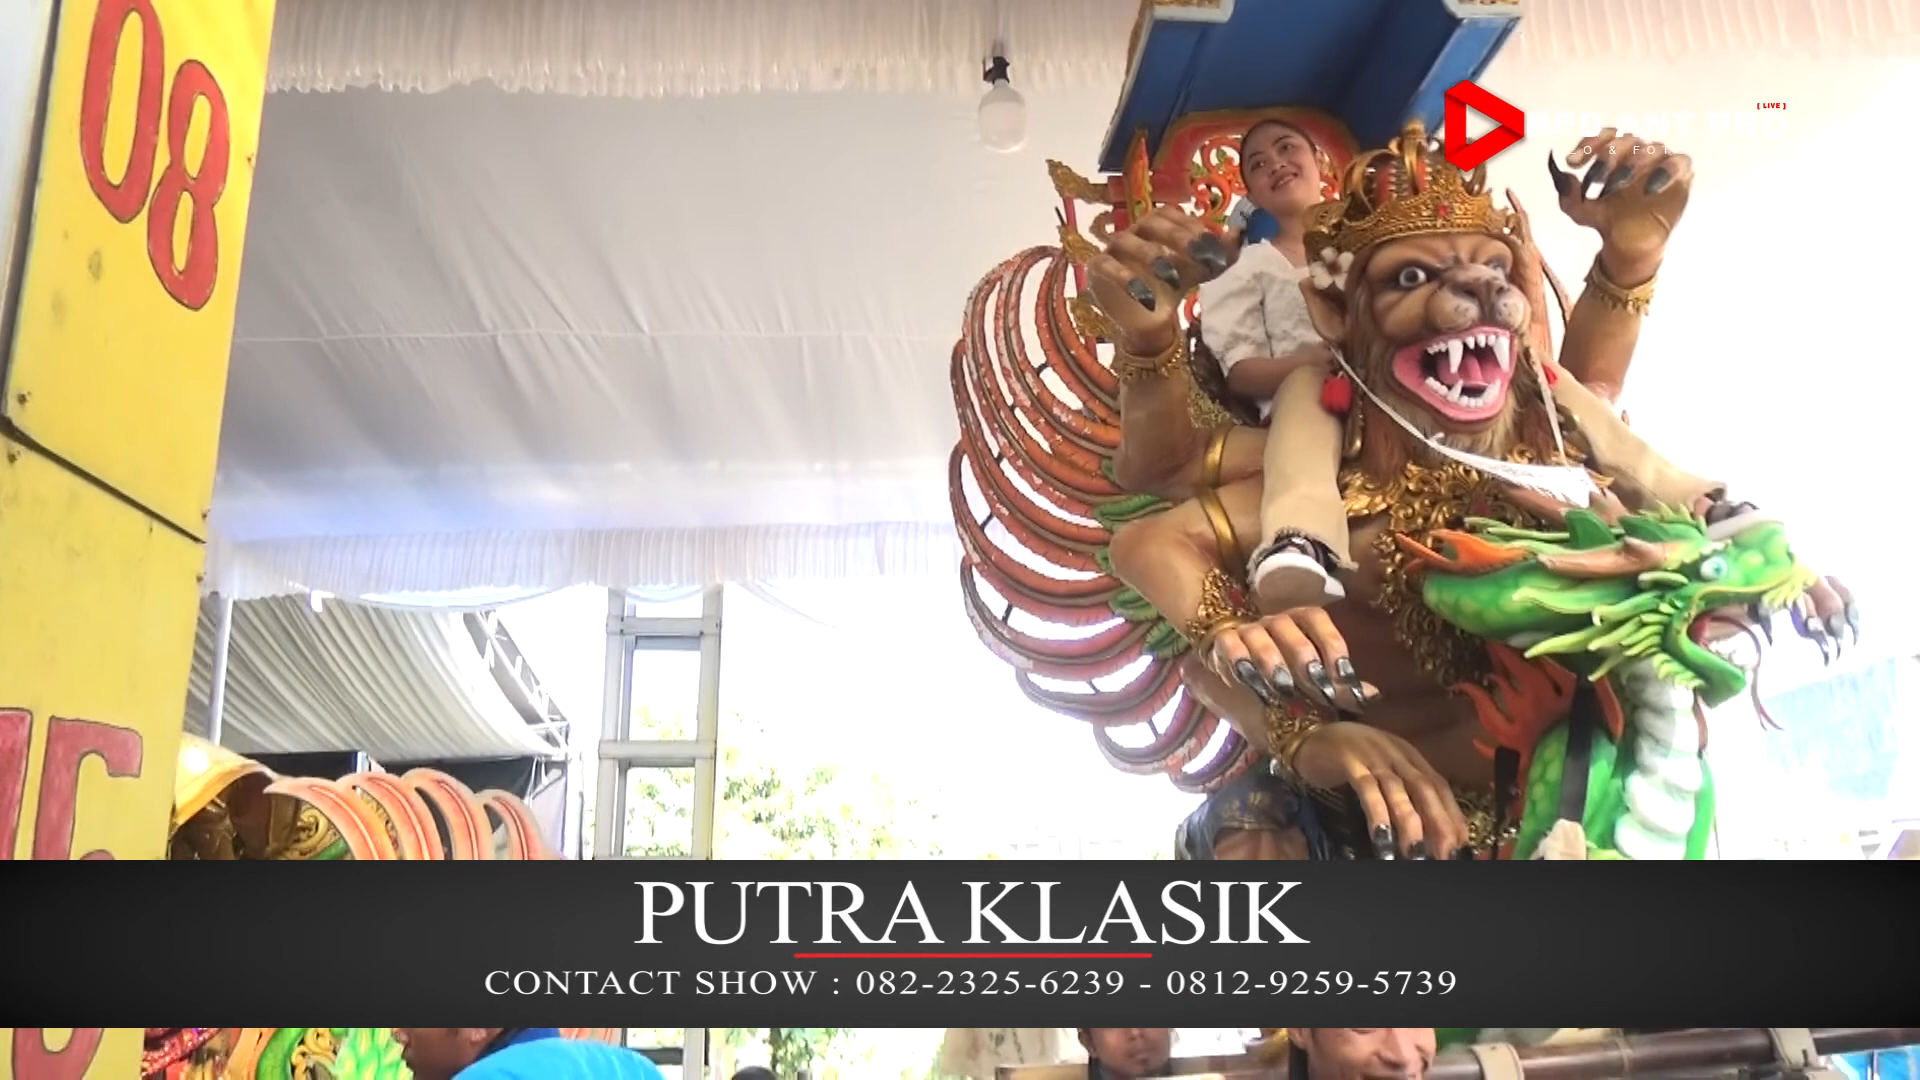 08
[ LIVE ]
PUTRA KLASIK
CONTACT SHOW : 082-2325-6239 - 0812-9259-5739